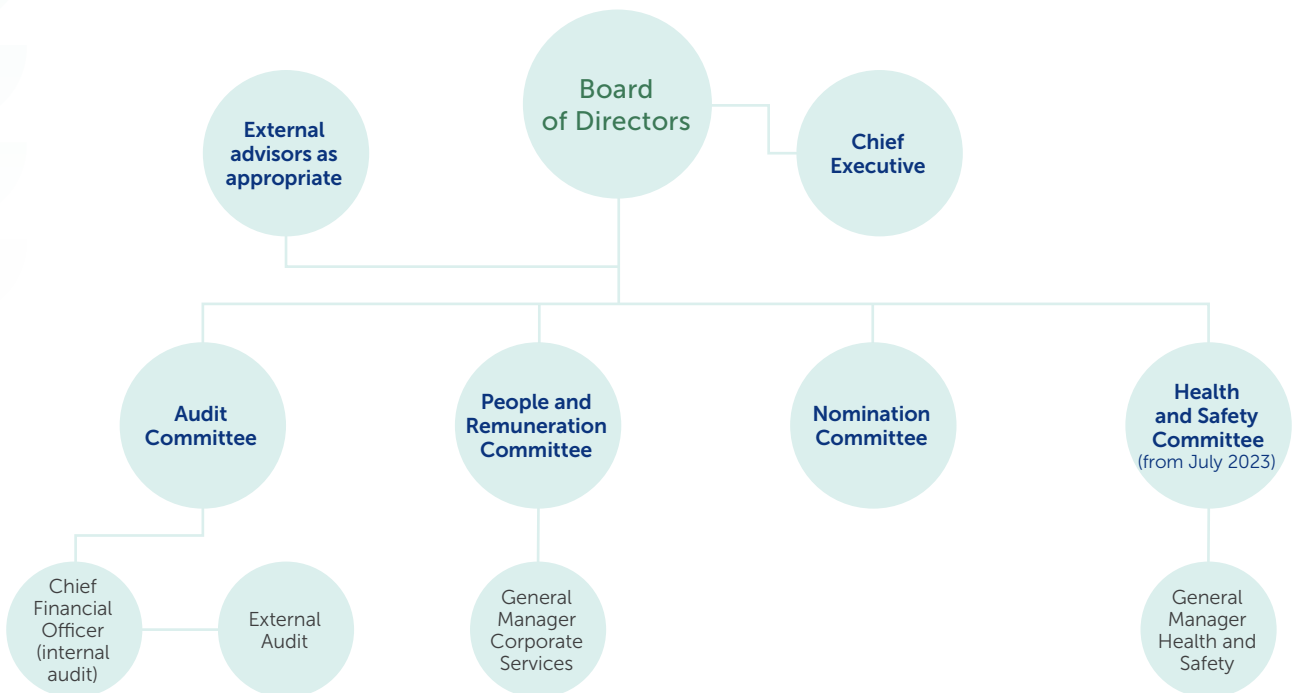 Board
of Directors
External
advisors as
appropriate
Chief
Executive
Audit
Committee
People and
Remuneration
Committee
Nomination
Committee
Health
and Safety
Committee
(from July 2023)
Chief
Financial
Officer
(internal
audit)
External
Audit
General
Manager
Corporate
Services
General
Manager
Health and
Safety